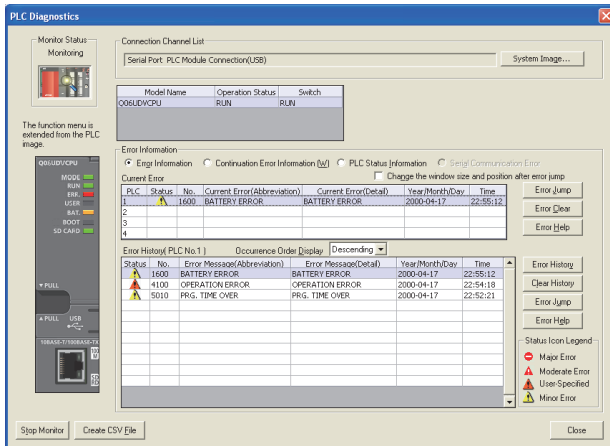 PLC Diagnostics
Monitor Status
Monitoring
Connection Channel List
Serial Port PLC Module Connection(USB)
System Image...
Model Name Operation Status Switch
Q06UDVCPU RUN RUN
The function menu is
extended from the PLC
image.
Q06UDVCPU
MODE
RUN
ERR.
USER
BAT.
BOOT
SD CARD
PULL
PULL USB
10BASE-T/100BASE-TX
Error Information
Error Information Continuation Error Information (W) PLC Status Information Serial Communication Error
Current Error Change the window size and position after error jump
PLC Status No. Current Error(Abbreviation) Current Error(Detail) Year/Month/Day Time
1 1600 BATTERY ERROR BATTERY ERROR 2000-04-17 22:55:12
2
3
4
Error Jump
Error Clear
Error Help
Error History( PLC No.1 ) Occurrence Order Display Descending
Status No. Error Message(Abbreviation) Error Message(Detail) Year/Month/Day Time
1600 BATTERY ERROR BATTERY ERROR 2000-04-17 22:55:12
4100 OPERATION ERROR OPERATION ERROR 2000-04-17 22:54:18
5010 PRG. TIME OVER PRG. TIME OVER 2000-04-17 22:52:21
Error History
Clear History
Error Jump
Error Help
Status Icon Legend
Major Error
Moderate Error
User-Specified
Minor Error
Stop Monitor Create CSV File Close